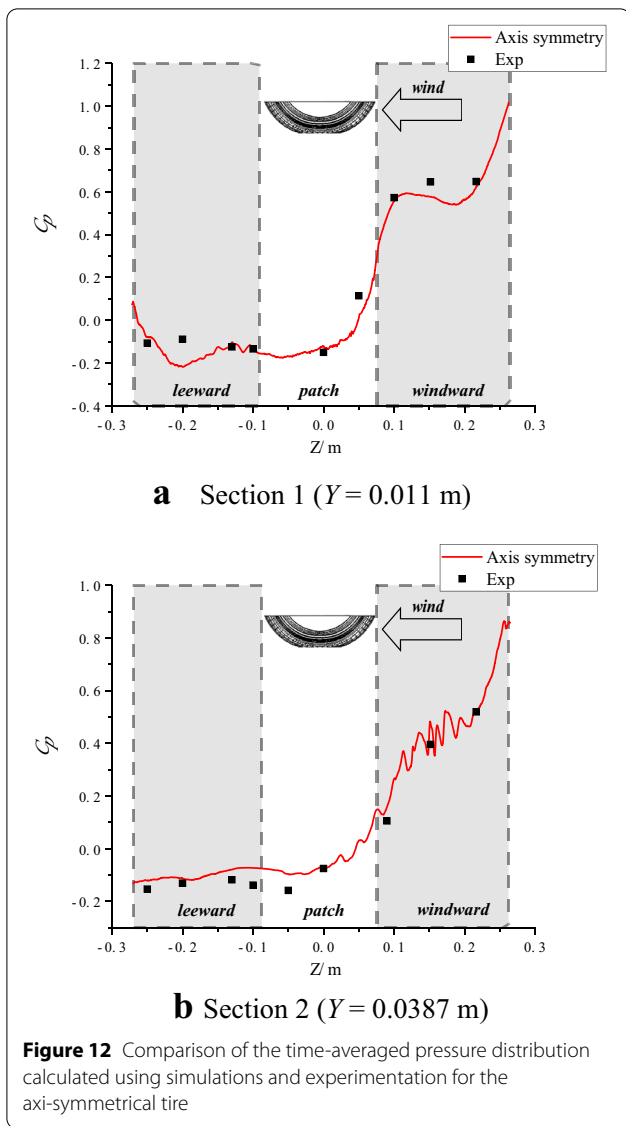 Axis symmetry
Exp
1.2
1.0
0.8
0.6
0.4
0.2
0.0
-0.2
-0.4
Cp
wind
leeward
patch
windward
-0.3 -0.2 -0.1 0.0 0.1 0.2 0.3
Z/ m
a Section 1 (Y = 0.011 m)
Axis symmetry
Exp
1.0
0.8
0.6
0.4
0.2
0.0
-0.2
Cp
wind
leeward
patch
windward
-0.3 -0.2 -0.1 0.0 0.1 0.2 0.3
Z/ m
b Section 2 (Y = 0.0387 m)
Figure 12 Comparison of the time-averaged pressure distribution
calculated using simulations and experimentation for the
axi-symmetrical tire